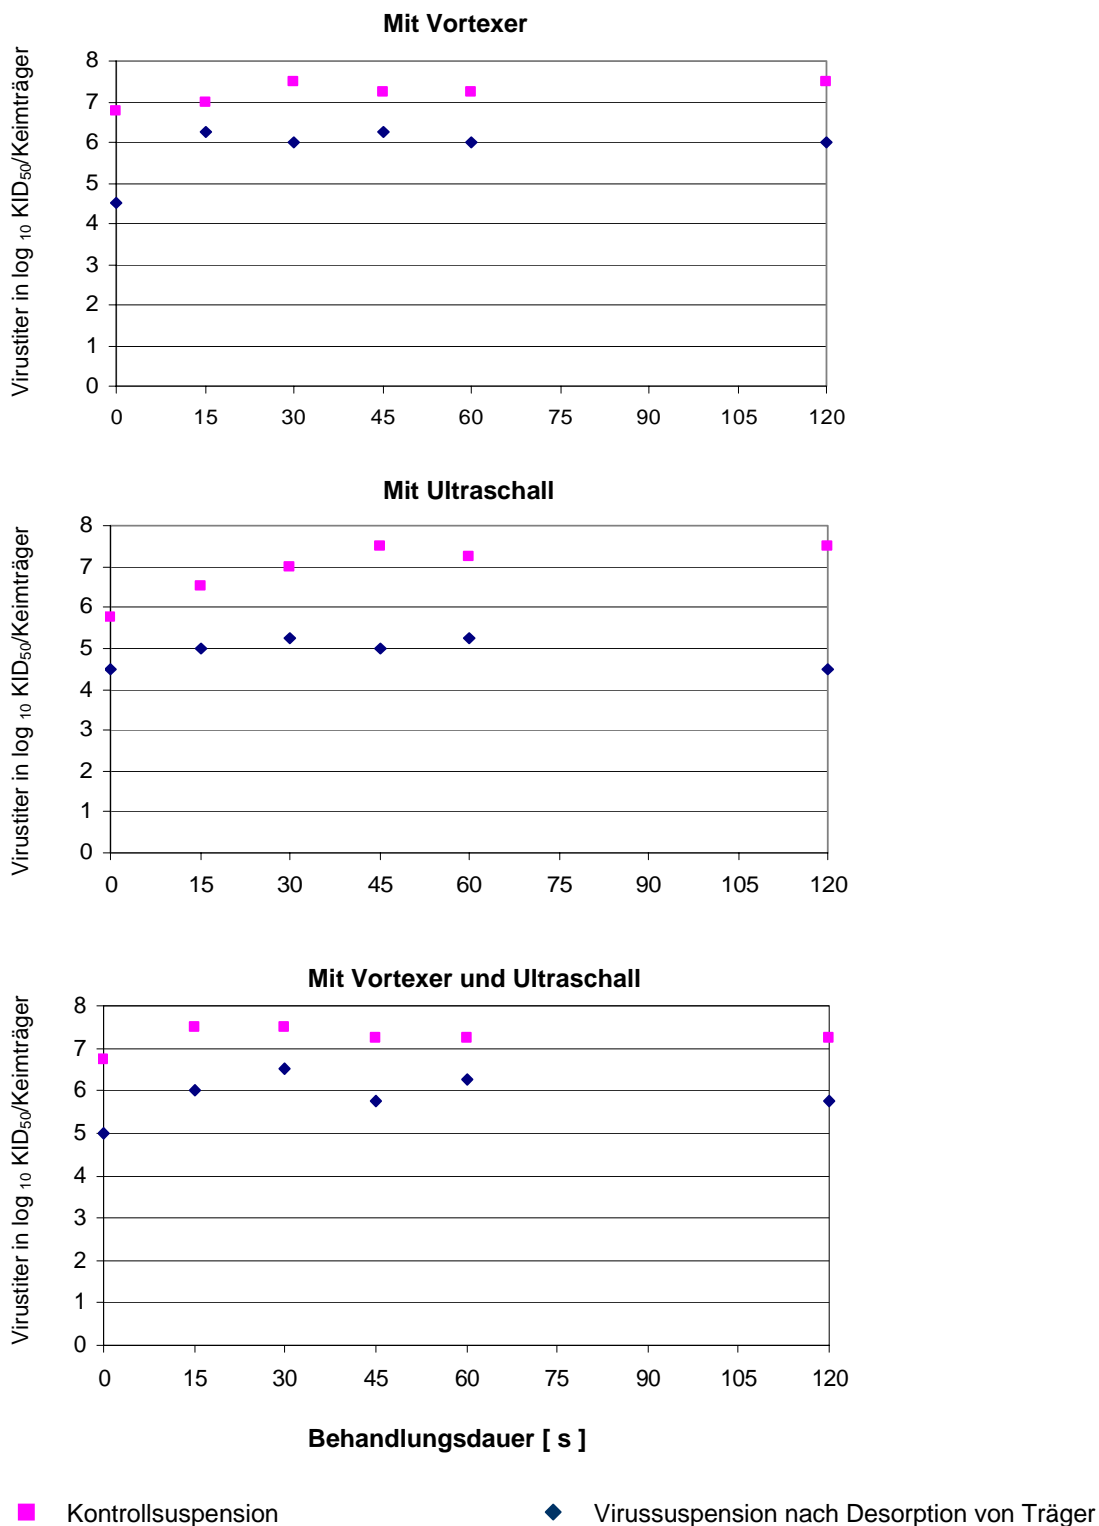 Mit Vortexer
Virustiter in log 10 KID50/Keimträger
8
7
6
5
4
3
2
1
0
0 15 30 45 60 75 90 105 120
Mit Ultraschall
Virustiter in log 10 KID50/Keimträger
8
7
6
5
4
3
2
1
0
0 15 30 45 60 75 90 105 120
Mit Vortexer und Ultraschall
Virustiter in log 10 KID50/Keimträger
8
7
6
5
4
3
2
1
0
0 15 30 45 60 75 90 105 120
Behandlungsdauer [ s ]
Kontrollsuspension
Virussuspension nach Desorption von Träger